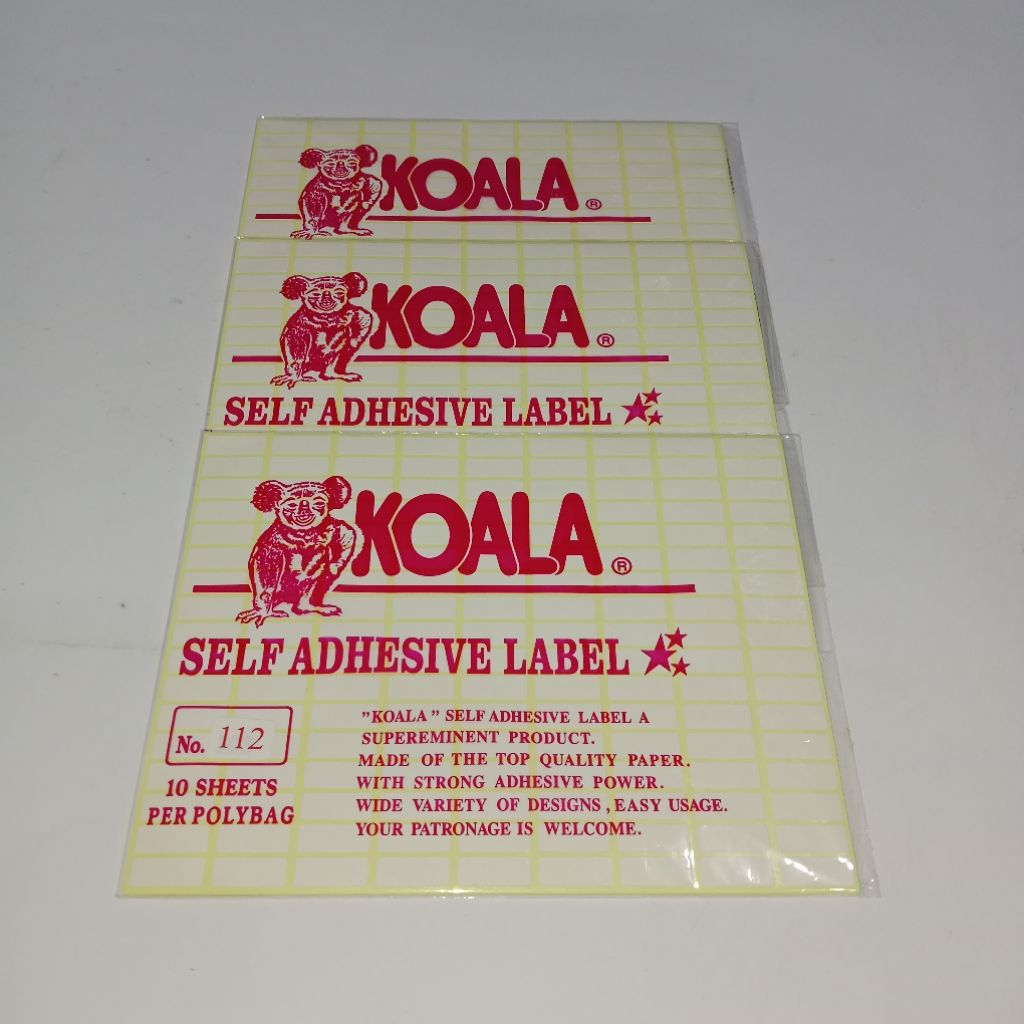 KOALA ®
KOALA ®
SELF ADHESIVE LABEL
KOALA ®
SELF ADHESIVE LABEL
No. 112
10 SHEETS
PER POLYBAG
"KOALA" SELF ADHESIVE LABEL A
SUPEREMINENT PRODUCT.
MADE OF THE TOP QUALITY PAPER.
WITH STRONG ADHESIVE POWER.
WIDE VARIETY OF DESIGNS , EASY USAGE.
YOUR PATRONAGE IS WELCOME.